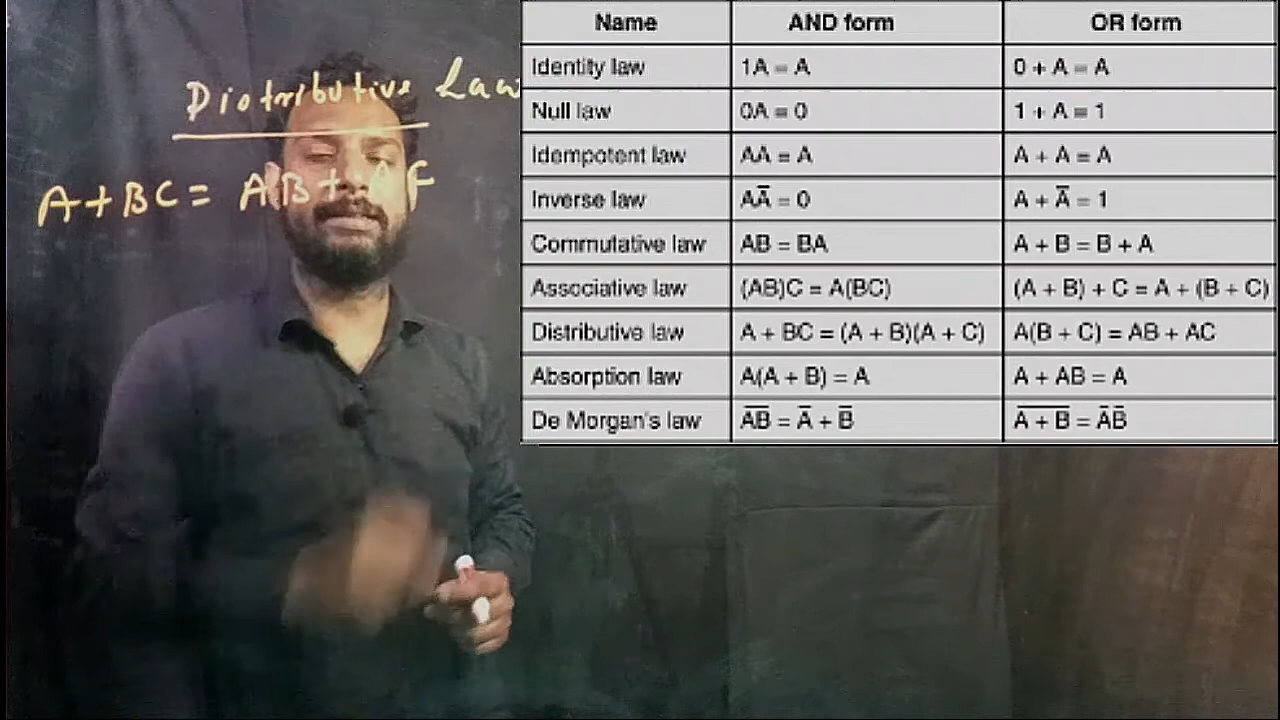 Distributive Law
A+BC = AB+
Name AND form OR form
Identity law 1A = A 0 + A = A
Null law 0A = 0 1 + A = 1
Idempotent law AA = A A + A = A
Inverse law AA̅ = 0 A + A̅ = 1
Commutative law AB = BA A + B = B + A
Associative law (AB)C = A(BC) (A + B) + C = A + (B + C)
Distributive law A + BC = (A + B)(A + C) A(B + C) = AB + AC
Absorption law A(A + B) = A A + AB = A
De Morgan's law A̅B̅ = A̅ + B̅ A̅ ̅+̅ ̅B̅ = A̅B̅